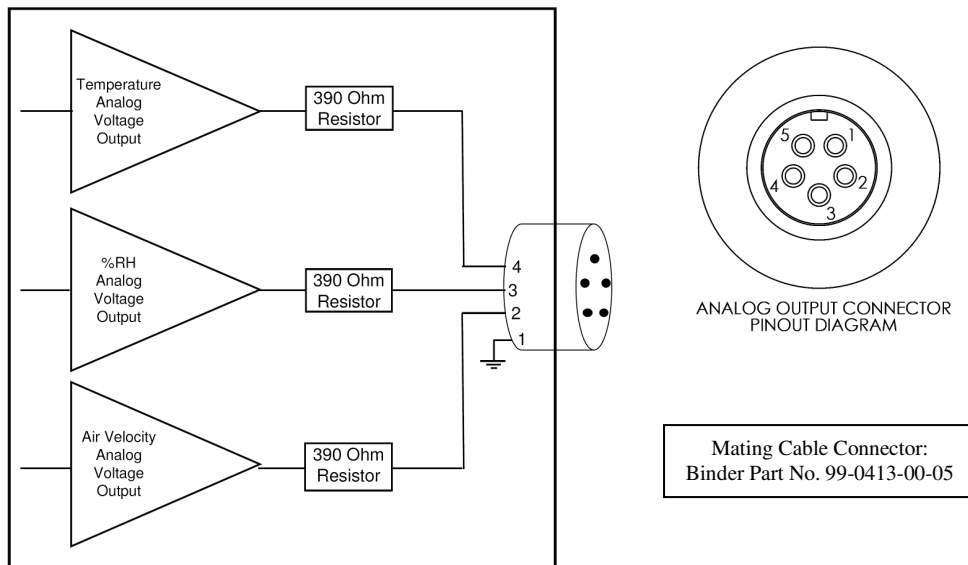 Temperature
Analog
Voltage
Output
390 Ohm
Resistor
%RH
Analog
Voltage
Output
390 Ohm
Resistor
Air Velocity
Analog
Voltage
Output
390 Ohm
Resistor
4
3
2
1
5
1
4
2
3
ANALOG OUTPUT CONNECTOR
PINOUT DIAGRAM
Mating Cable Connector:
Binder Part No. 99-0413-00-05